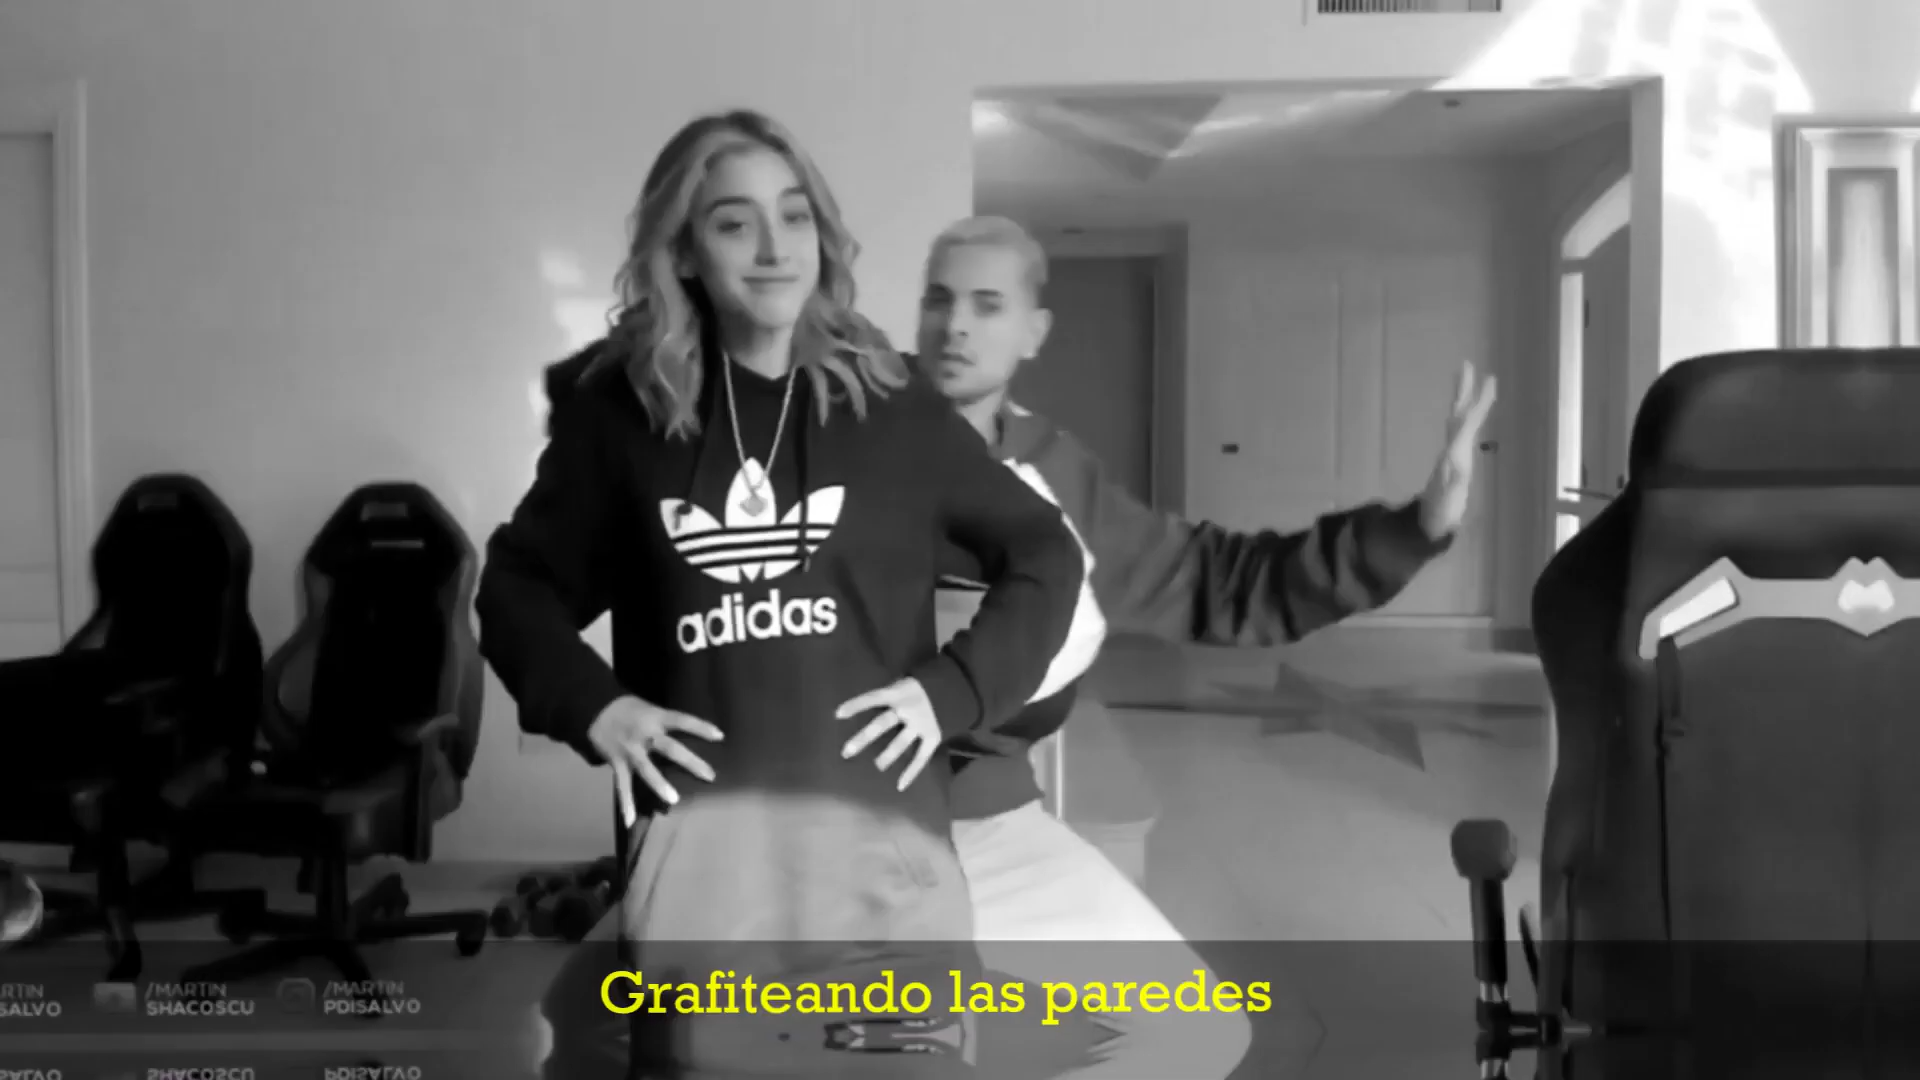 adidas
/MARTIN
SHACOSCU
/MARTIN
PDISALVO
Grafiteando las paredes